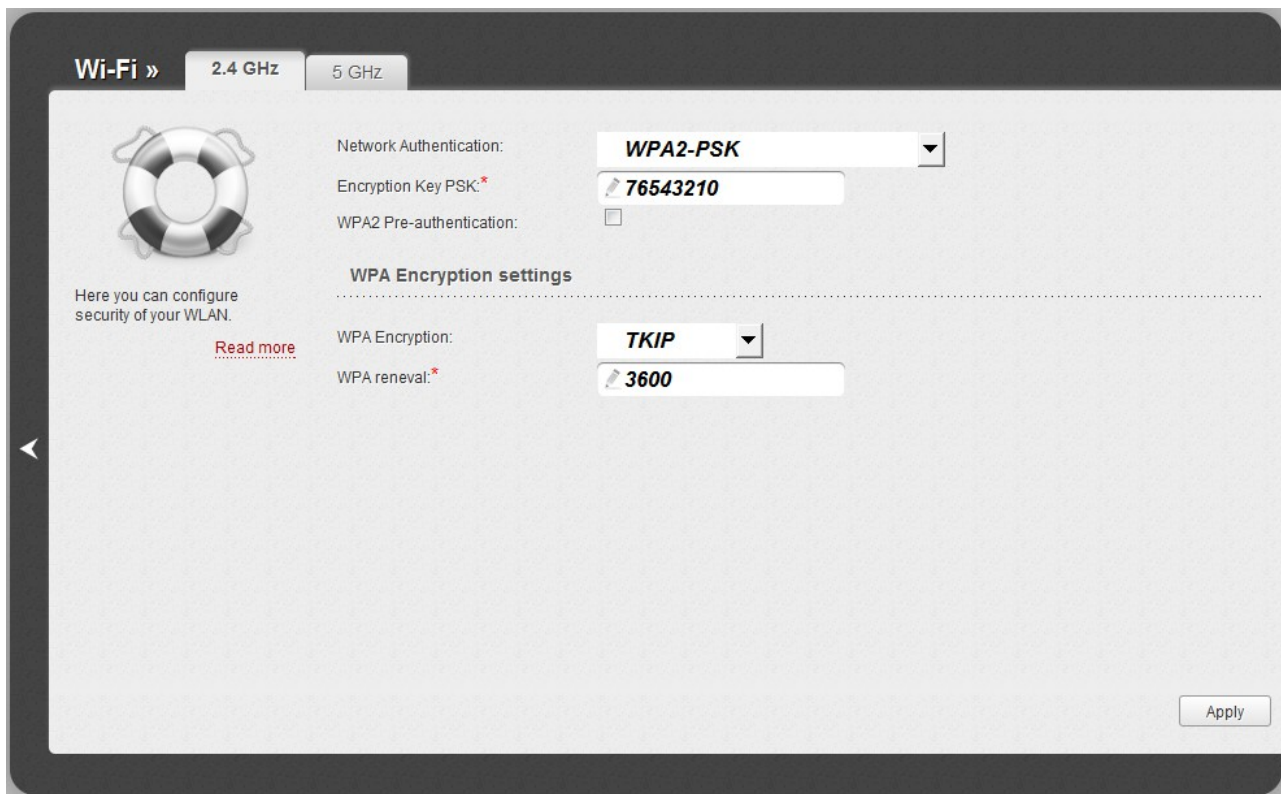 Wi-Fi » 2.4 GHz 5 GHz
Network Authentication: WPA2-PSK
Encryption Key PSK:* 76543210
WPA2 Pre-authentication:
WPA Encryption settings
Here you can configure
security of your WLAN.
Read more
WPA Encryption: TKIP
WPA reneval:* 3600
Apply